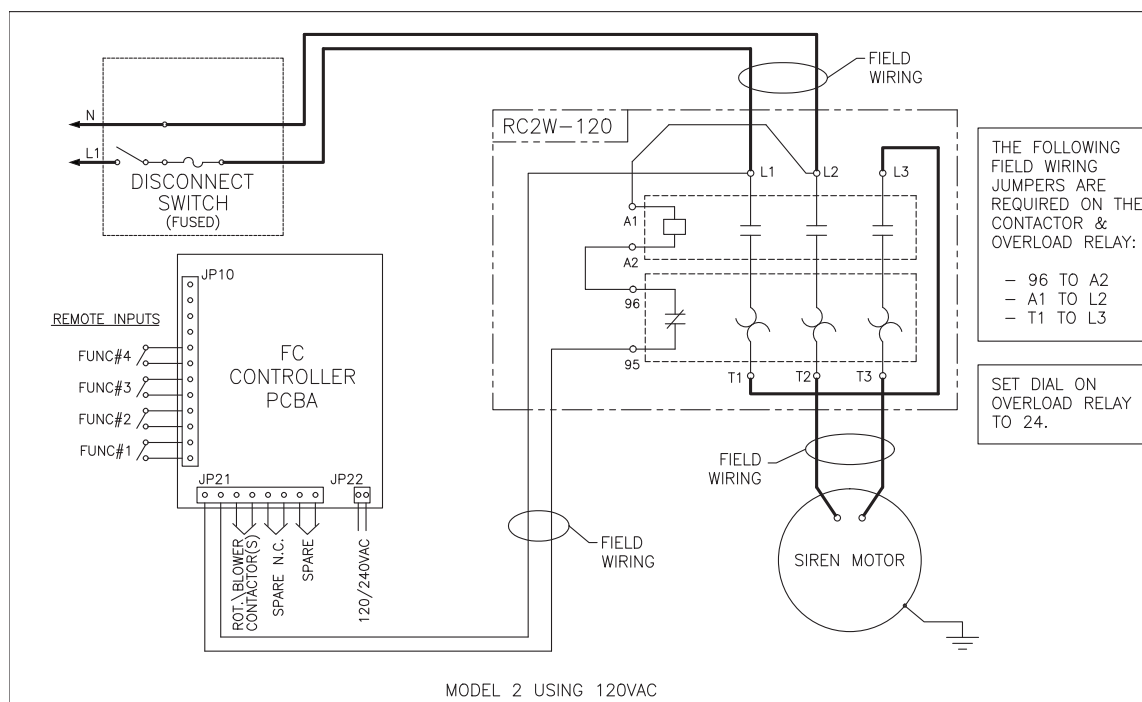 FIELD
WIRING
N
L1
DISCONNECT
SWITCH
(FUSED)
RC2W-120
L1
L2
L3
A1
A2
96
95
T1
T2
T3
THE FOLLOWING
FIELD WIRING
JUMPERS ARE
REQUIRED ON THE
CONTACTOR &
OVERLOAD RELAY:
- 96 TO A2
- A1 TO L2
- T1 TO L3
SET DIAL ON
OVERLOAD RELAY
TO 24.
JP10
REMOTE INPUTS
FUNC#4
FUNC#3
FUNC#2
FUNC#1
FC
CONTROLLER
PCBA
JP21
JP22
ROT.\BLOWER
CONTACTOR(S)
SPARE N.C.
SPARE
120/240VAC
FIELD
WIRING
FIELD
WIRING
SIREN MOTOR
MODEL 2 USING 120VAC